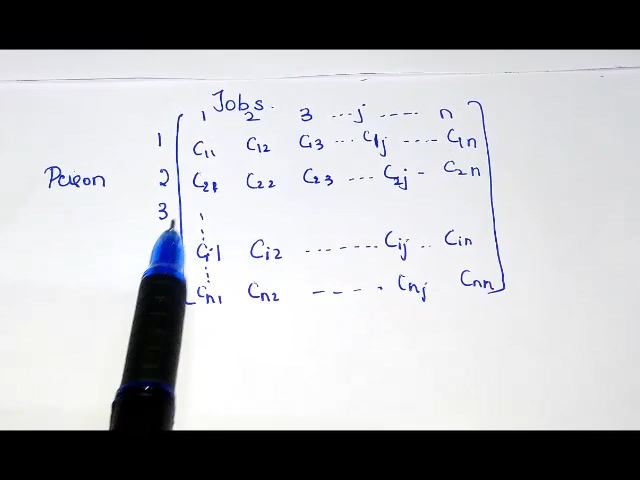 Jobs.
1 2 3 ...j ---- n
1 C11 C12 C13 ... C1j .... C1n
Person 2 C21 C22 C23 ... C2j - C2n
3
Ci1 Ci2 ------- Cij .. Cin
Cn1 Cn2 ---- . Cnj Cnn